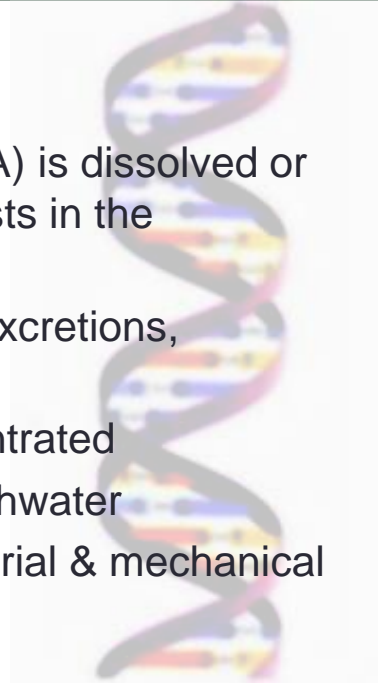 A) is dissolved or
sts in the
xcretions,
ntrated
hwater
rial & mechanical